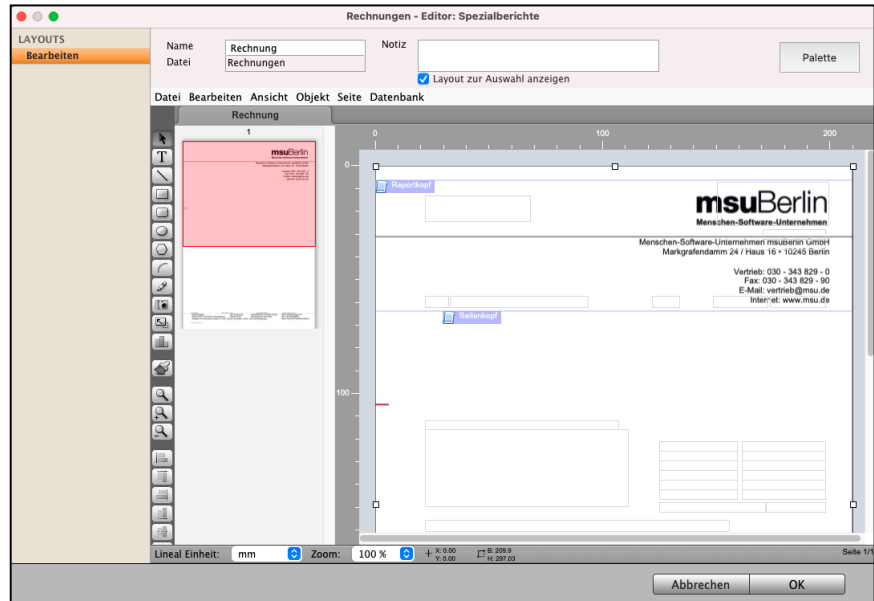 Rechnungen - Editor: Spezialberichte
LAYOUTS
Bearbeiten
Name Rechnung
Datei Rechnungen
Notiz
Layout zur Auswahl anzeigen
Palette
Datei Bearbeiten Ansicht Objekt Seite Datenbank
Rechnung
1
msuBerlin
0 100 200
0
100
Reportkopf
msuBerlin
Menschen-Software-Unternehmen
Menschen-Software-Unternehmen msuBerlin GmbH
Markgrafendamm 24 / Haus 16 • 10245 Berlin
Vertrieb: 030 - 343 829 - 0
Fax: 030 - 343 829 - 90
E-Mail: vertrieb@msu.de
Internet: www.msu.de
Seitenkopf
Lineal Einheit: mm Zoom: 100 % X: 0.00 Y: 0.00 B: 209.9 H: 297.03 Seite 1/1
Abbrechen OK